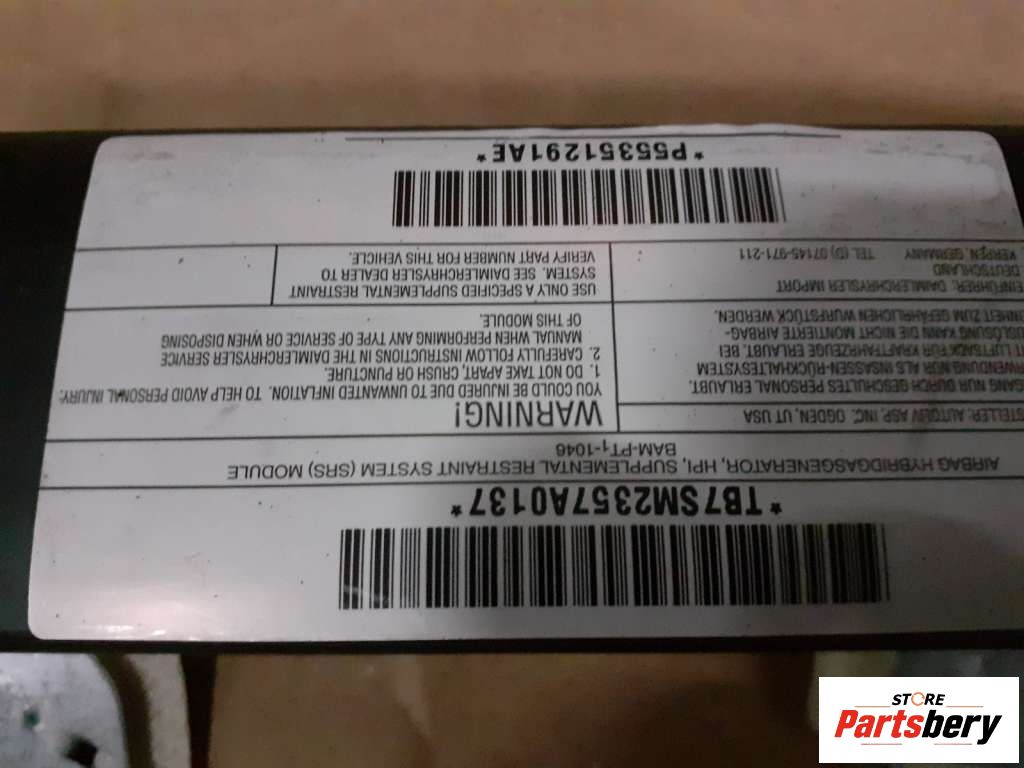 *TB7SM2357A0137*
AIRBAG HYBRIDGASGENERATOR, HPI, SUPPLEMENTAL RESTRAINT SYSTEM (SRS) MODULE
BAM-PT1-1046
STELLER: AUTOLIV ASP, INC. OGDEN, UT USA
GANG NUR DURCH GESCHULTES PERSONAL ERLAUBT.
RWENDUNG NUR ALS INSASSEN-RÜCKHALTESYSTEM
IT LUFTSACK FÜR KRAFTFAHRZEUGE ERLAUBT. BEI
AUSLÖSUNG KANN DIE NICHT MONTIERTE AIRBAG-
EINHEIT ZUM GEFÄHRLICHEN WURFSTÜCK WERDEN.
EINFÜHRER: DAIMLERCHRYSLER IMPORT
DEUTSCHLAND
KERPEN, GERMANY TEL (D) 07145-971-211
WARNING!
YOU COULD BE INJURED DUE TO UNWANTED INFLATION. TO HELP AVOID PERSONAL INJURY:
1. DO NOT TAKE APART, CRUSH OR PUNCTURE.
2. CAREFULLY FOLLOW INSTRUCTIONS IN THE DAIMLERCHRYSLER SERVICE
MANUAL WHEN PERFORMING ANY TYPE OF SERVICE OR WHEN DISPOSING
OF THIS MODULE.
USE ONLY A SPECIFIED SUPPLEMENTAL RESTRAINT
SYSTEM. SEE DAIMLERCHRYSLER DEALER TO
VERIFY PART NUMBER FOR THIS VEHICLE.
*P55351291AE*
STORE
Partsbery